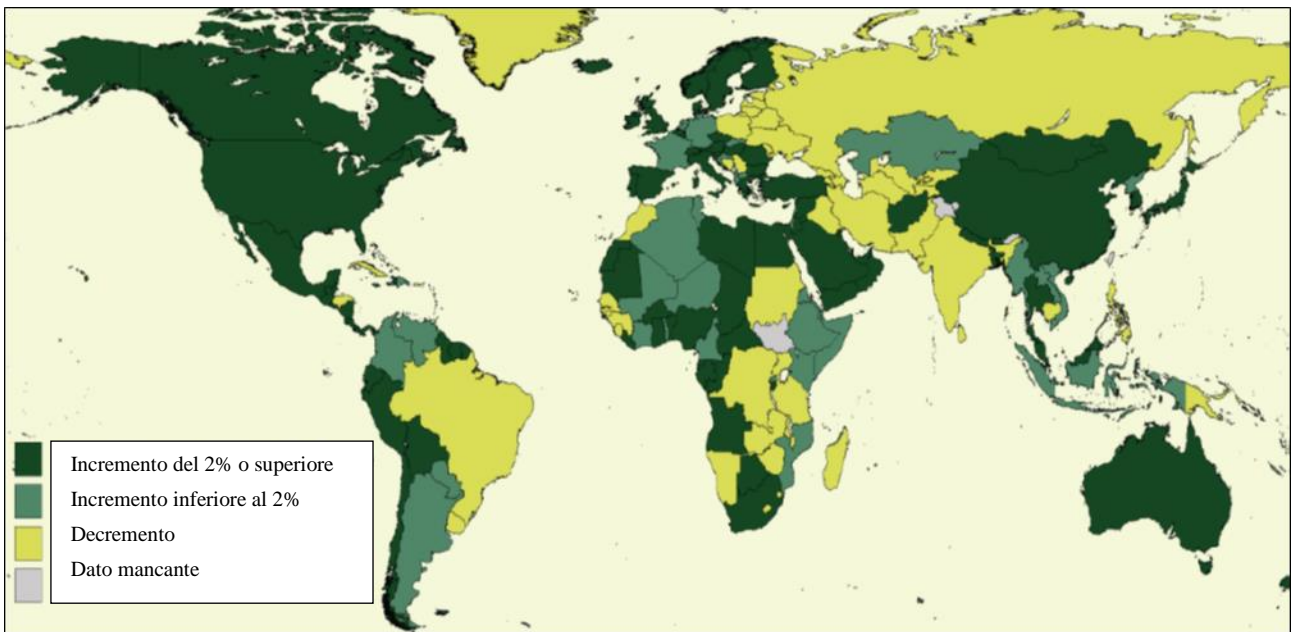 Incremento del 2% o superiore
Incremento inferiore al 2%
Decremento
Dato mancante